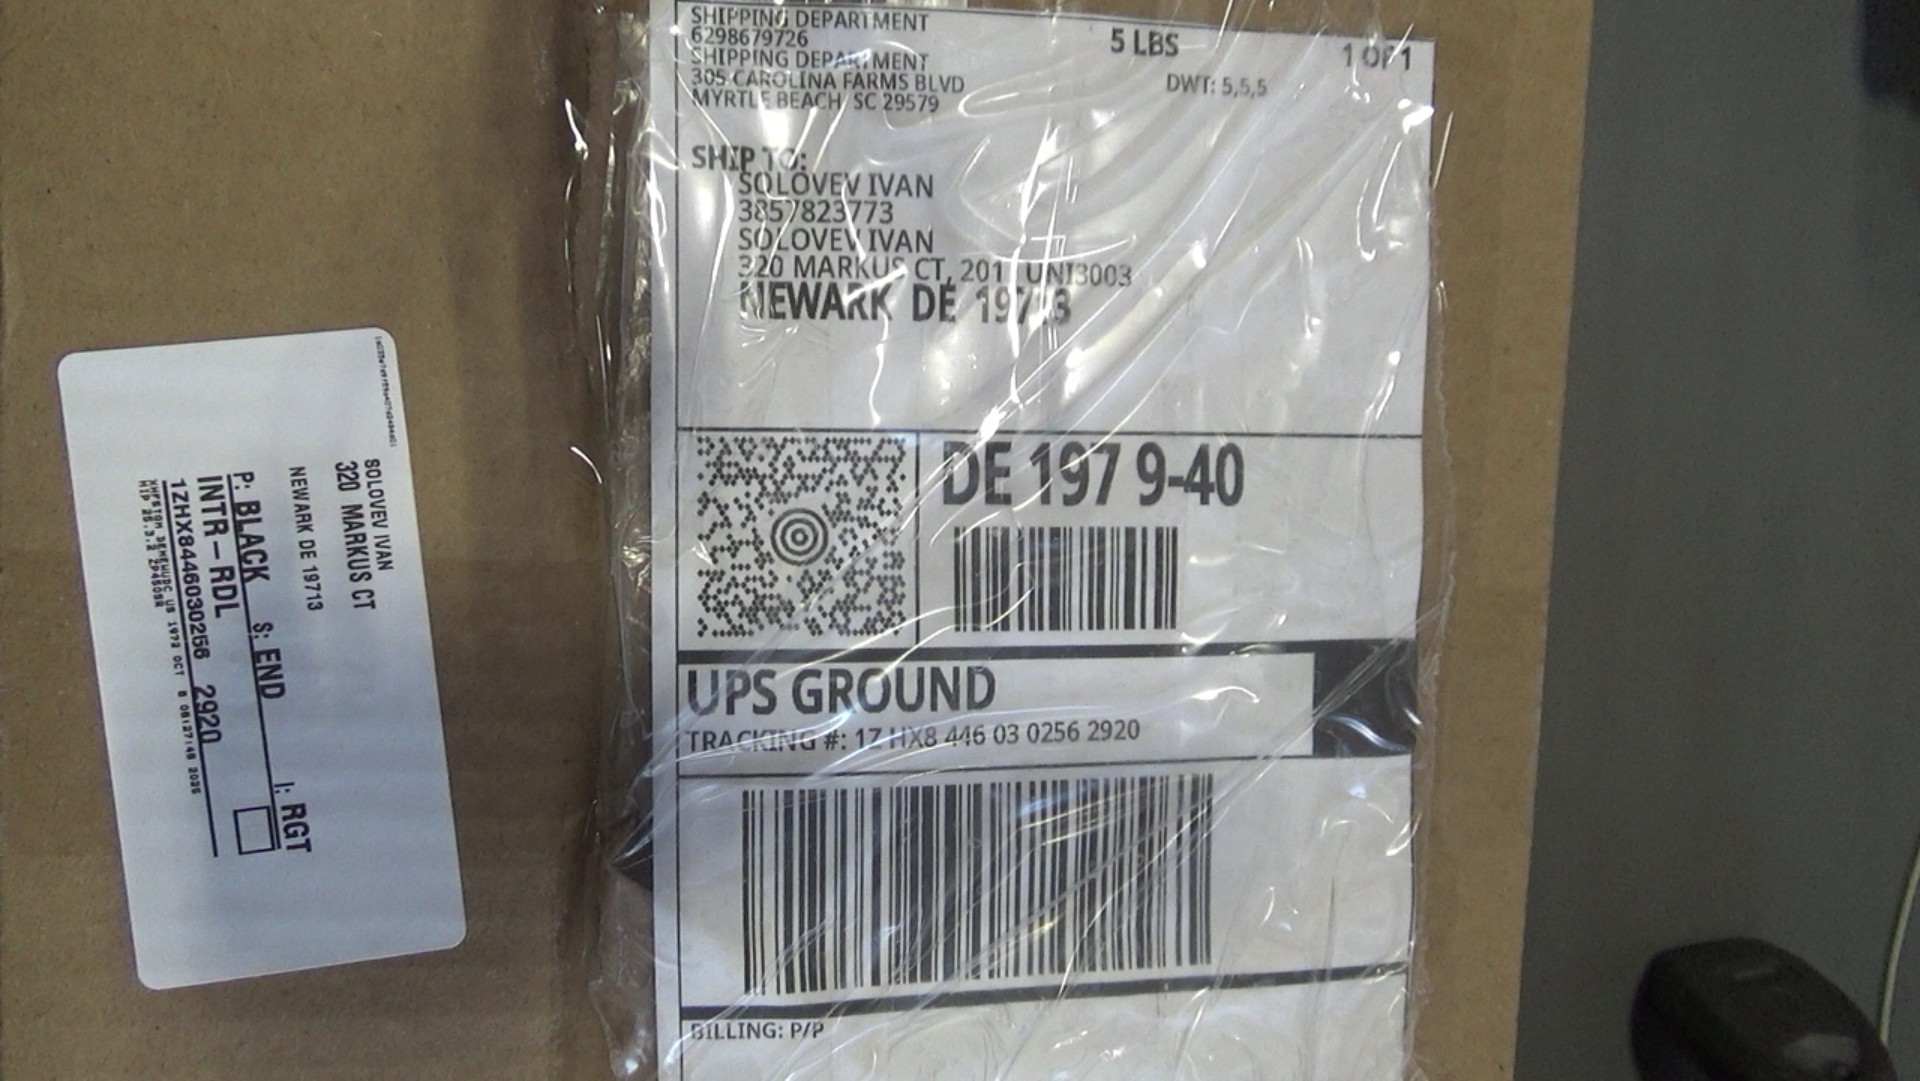 SHIPPING DEPARTMENT
6298679726
SHIPPING DEPARTMENT
305 CAROLINA FARMS BLVD
MYRTLE BEACH SC 29579
5 LBS
1 OF 1
DWT: 5,5,5
SHIP TO:
SOLOVEV IVAN
3857823773
SOLOVEV IVAN
320 MARKUS CT, 201 UNI3003
NEWARK DE 19713
DE 197 9-40
UPS GROUND
TRACKING #: 1Z HX8 446 03 0256 2920
BILLING: P/P
SOLOVEV IVAN
320 MARKUS CT
NEWARK DE 19713
P: BLACK S: END I: RGT
INTR-RDL
1ZHX8446030256 2920